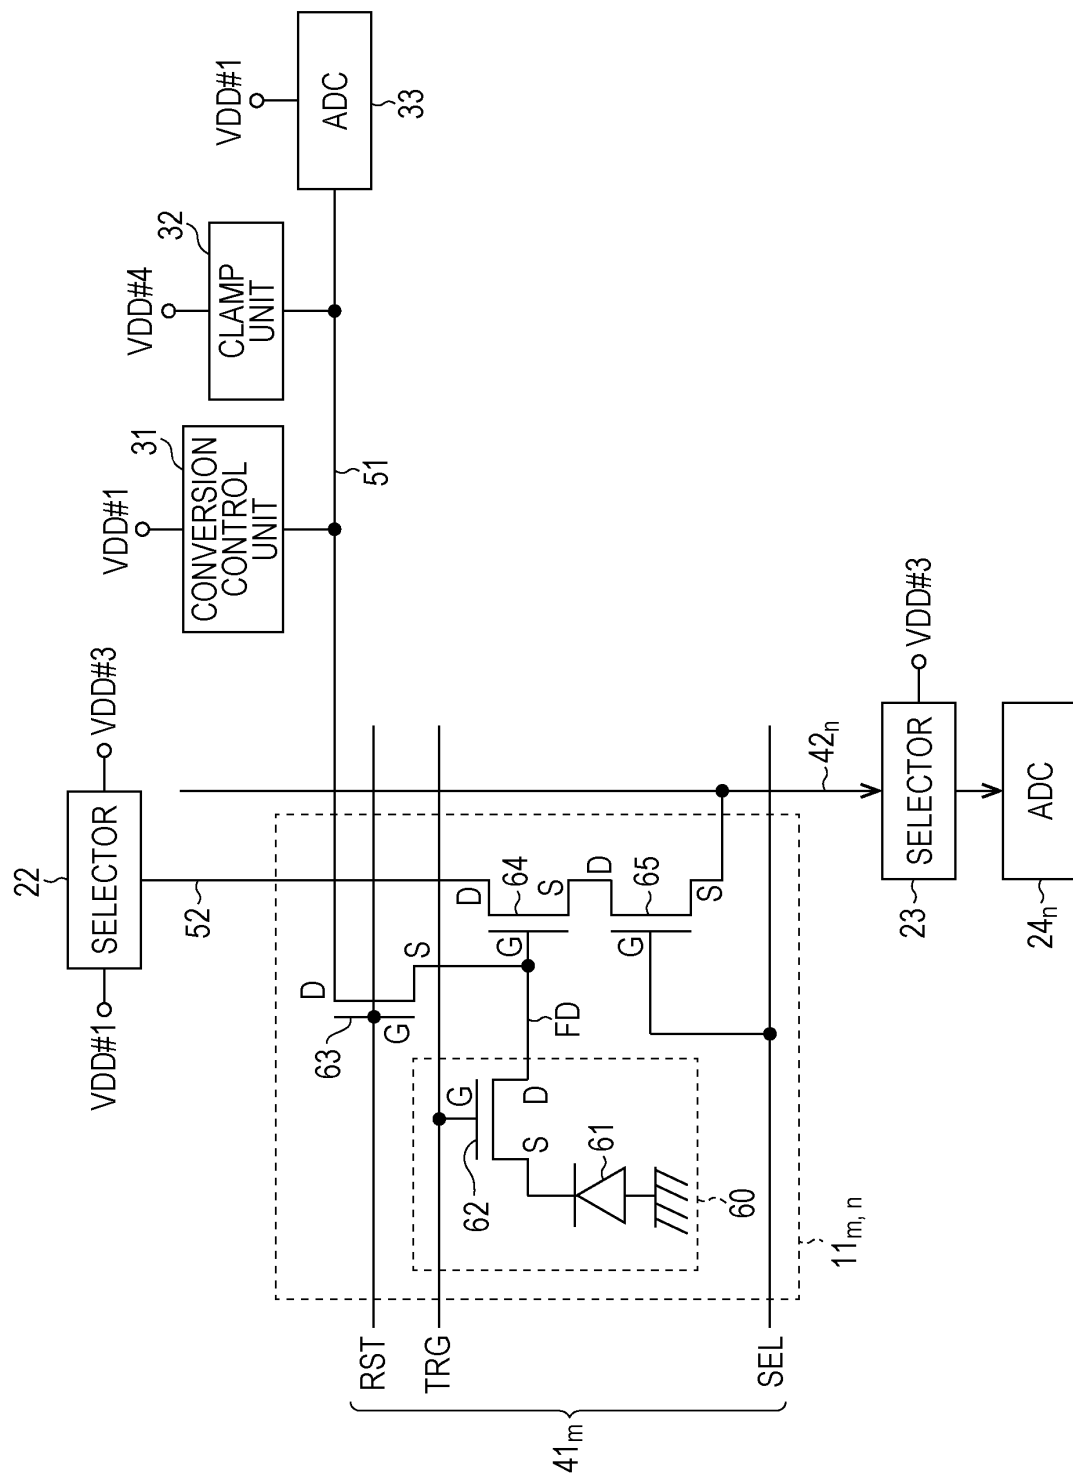 VDD#1
ADC
33
32
VDD#4
CLAMP
UNIT
31
VDD#1
CONVERSION
CONTROL
UNIT
51
VDD#3
22
SELECTOR
VDD#1
52
42n
VDD#3
SELECTOR
23
ADC
24n
D
S
G
63
D
S
G
64
D
S
G
65
FD
G
D
S
62
61
60
11m, n
RST
TRG
SEL
41m